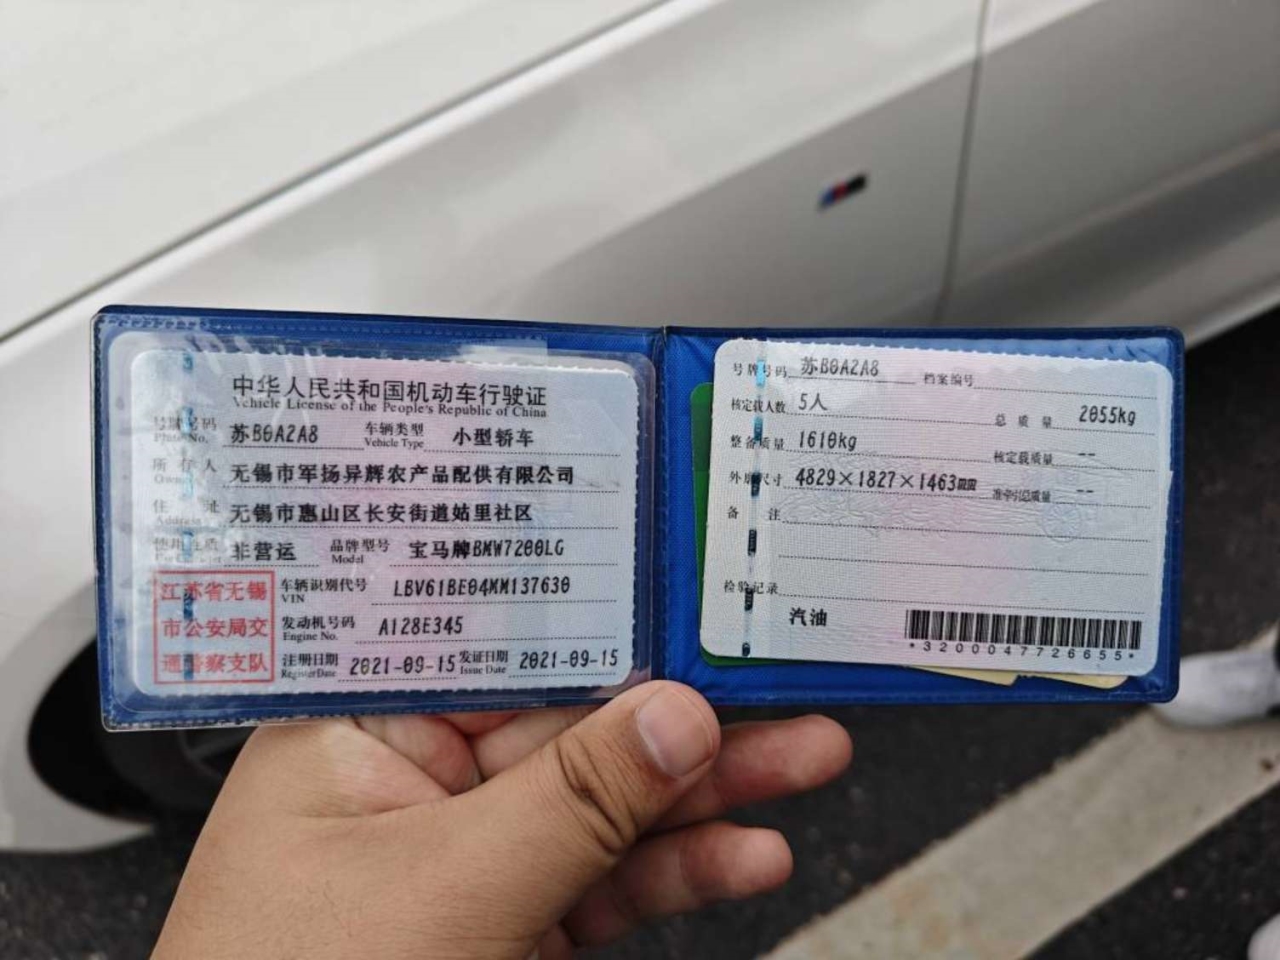 中华人民共和国机动车行驶证
Vehicle License of the People's Republic of China
号牌号码 苏B0A2A8 车辆类型 小型轿车
Plate No. Vehicle Type
所有人 无锡市军扬异辉农产品配供有限公司
Owner
住址 无锡市惠山区长安街道姑里社区
Address
使用性质 非营运 品牌型号 宝马牌BMW7200LG
Model
江苏省无锡
市公安局交
通警察支队
车辆识别代号 LBV61BE04MM137630
VIN
发动机号码 A128E345
Engine No.
注册日期 2021-09-15 发证日期 2021-09-15
Register Date Issue Date
号牌号码 苏B0A2A8 档案编号
核定载人数 5人 总质量 2055kg
整备质量 1610kg 核定载质量 --
外廓尺寸 4829×1827×1463mm 准牵引总质量 --
备注
检验记录
汽油
*3200047726655*